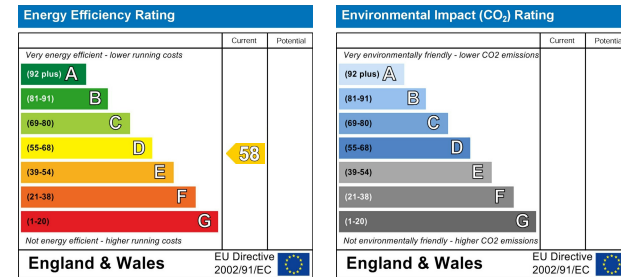 Energy Efficiency Rating
Current Potential
Very energy efficient - lower running costs
(92 plus) A
(81-91) B
(69-80) C
(55-68) D
58
(39-54) E
(21-38) F
(1-20) G
Not energy efficient - higher running costs
England & Wales
EU Directive
2002/91/EC
Environmental Impact (CO₂) Rating
Current Potentia
Very environmentally friendly - lower CO2 emissions
(92 plus) A
(81-91) B
(69-80) C
(55-68) D
(39-54) E
(21-38) F
(1-20) G
Not environmentally friendly - higher CO2 emissions
England & Wales
EU Directive
2002/91/EC